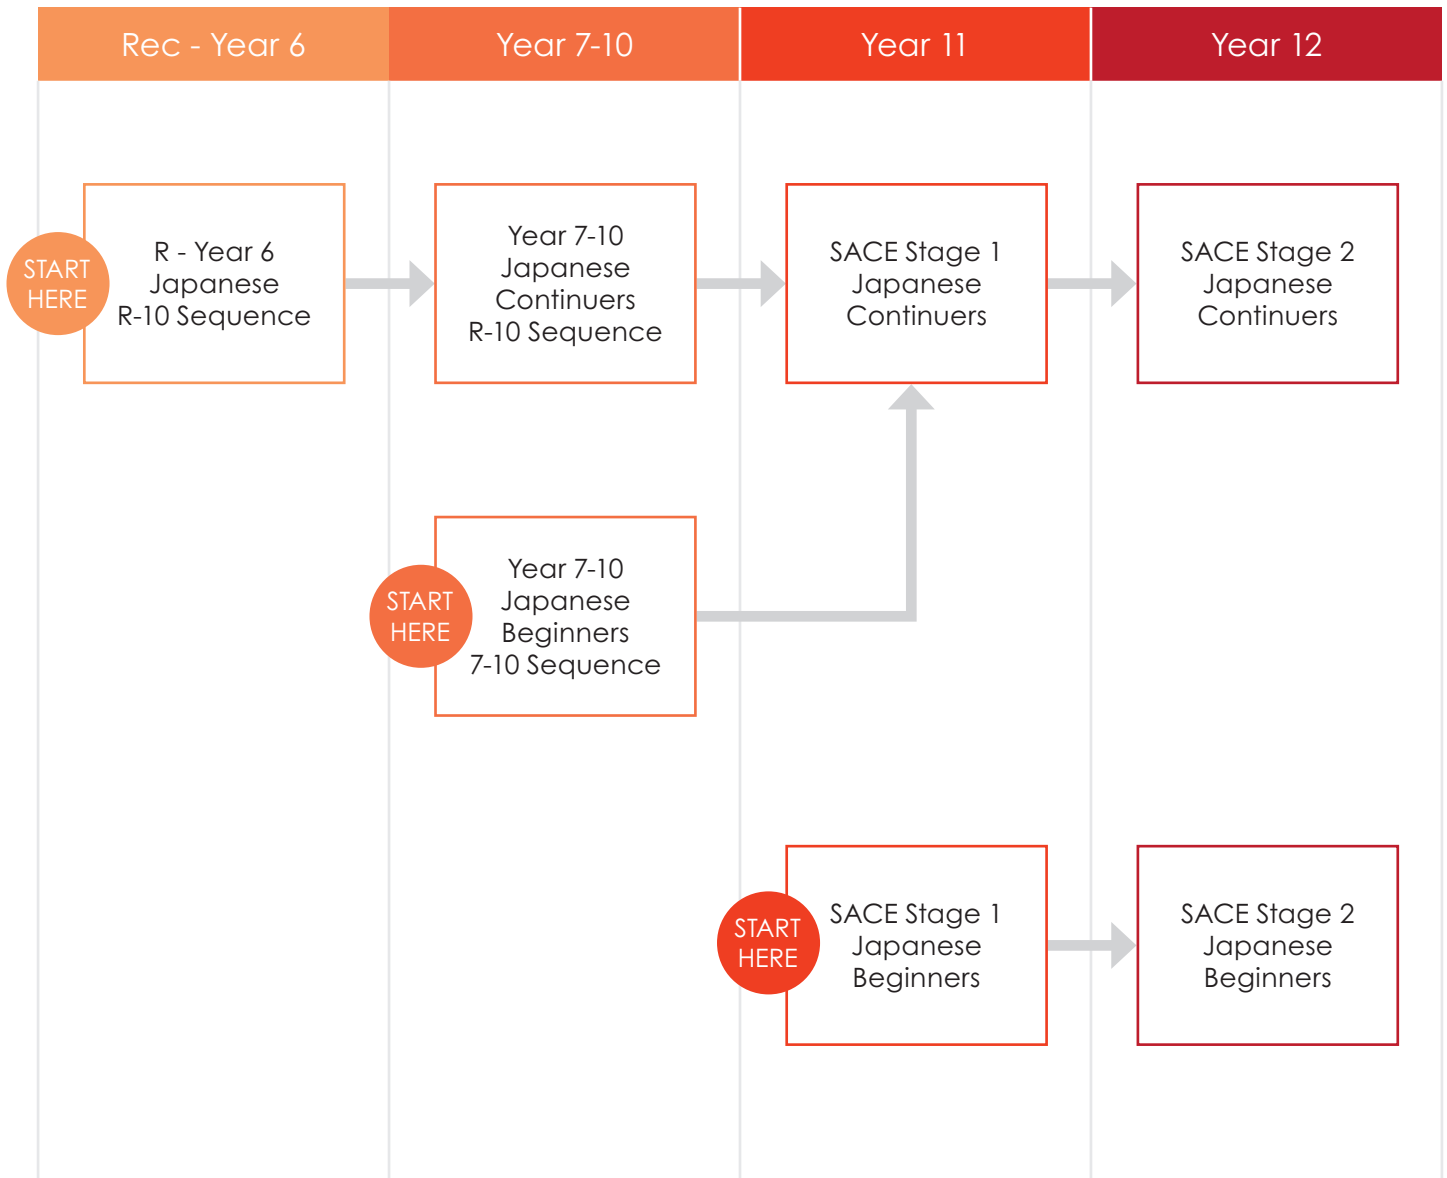 Rec - Year 6
Year 7-10
Year 11
Year 12
START
HERE
R - Year 6
Japanese
R-10 Sequence
Year 7-10
Japanese
Continuers
R-10 Sequence
SACE Stage 1
Japanese
Continuers
SACE Stage 2
Japanese
Continuers
START
HERE
Year 7-10
Japanese
Beginners
7-10 Sequence
START
HERE
SACE Stage 1
Japanese
Beginners
SACE Stage 2
Japanese
Beginners